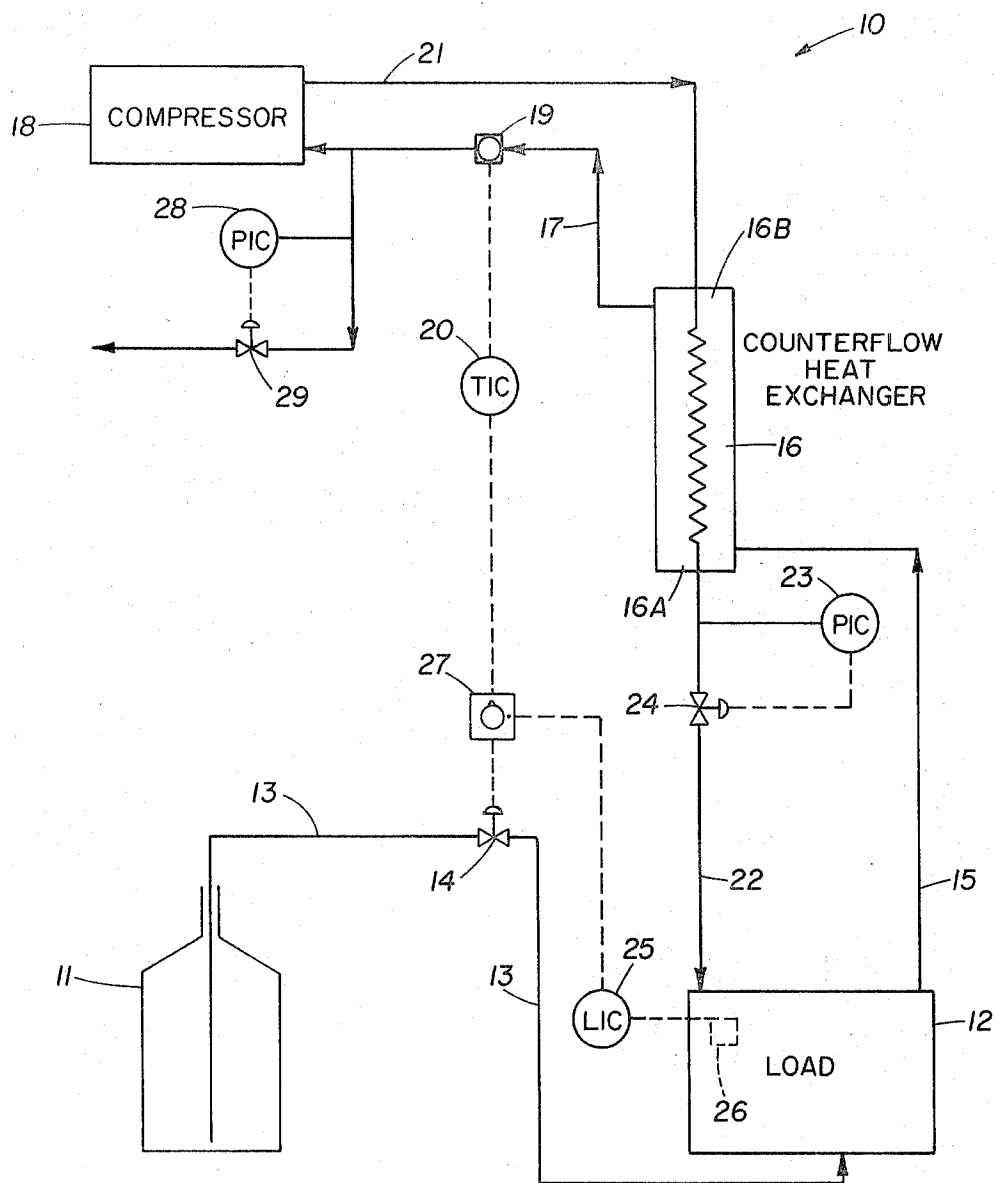 10
21
18
COMPRESSOR
19
28
PIC
17
16B
20
TIC
29
COUNTERFLOW
HEAT
EXCHANGER
16
16A
23
PIC
27
24
13
14
22
15
11
13
25
LIC
12
LOAD
26